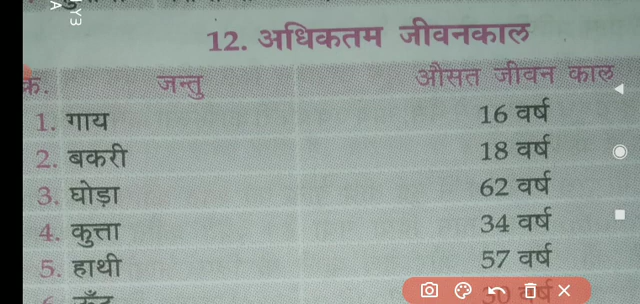 12. अधिकतम जीवनकाल
क्र. जन्तु औसत जीवन काल
1. गाय 16 वर्ष
2. बकरी 18 वर्ष
3. घोड़ा 62 वर्ष
4. कुत्ता 34 वर्ष
5. हाथी 57 वर्ष